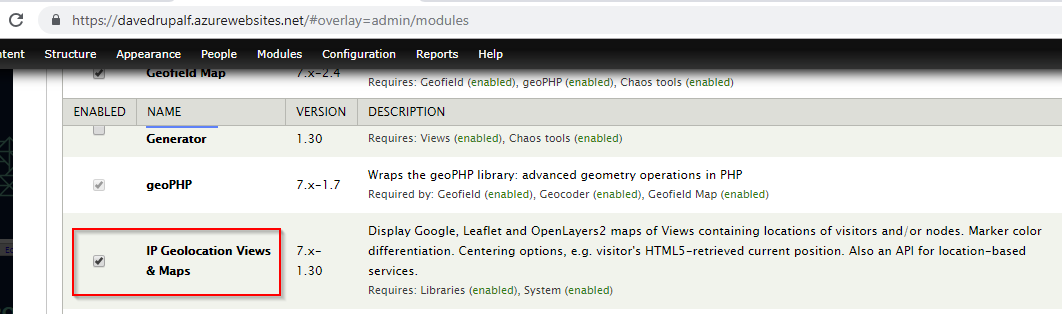 https://davedrupalf.azurewebsites.net/#overlay=admin/modules
ntent Structure Appearance People Modules Configuration Reports Help
Geofield Map 7.x-2.4
Requires: Geofield (enabled), geoPHP (enabled), Chaos tools (enabled)
ENABLED NAME VERSION DESCRIPTION
Generator 1.30 Requires: Views (enabled), Chaos tools (enabled)
geoPHP 7.x-1.7 Wraps the geoPHP library: advanced geometry operations in PHP
Required by: Geofield (enabled), Geocoder (enabled), Geofield Map (enabled)
IP Geolocation Views
& Maps
7.x-
1.30
Display Google, Leaflet and OpenLayers2 maps of Views containing locations of visitors and/or nodes. Marker color
differentiation. Centering options, e.g. visitor's HTML5-retrieved current position. Also an API for location-based
services.
Requires: Libraries (enabled), System (enabled)